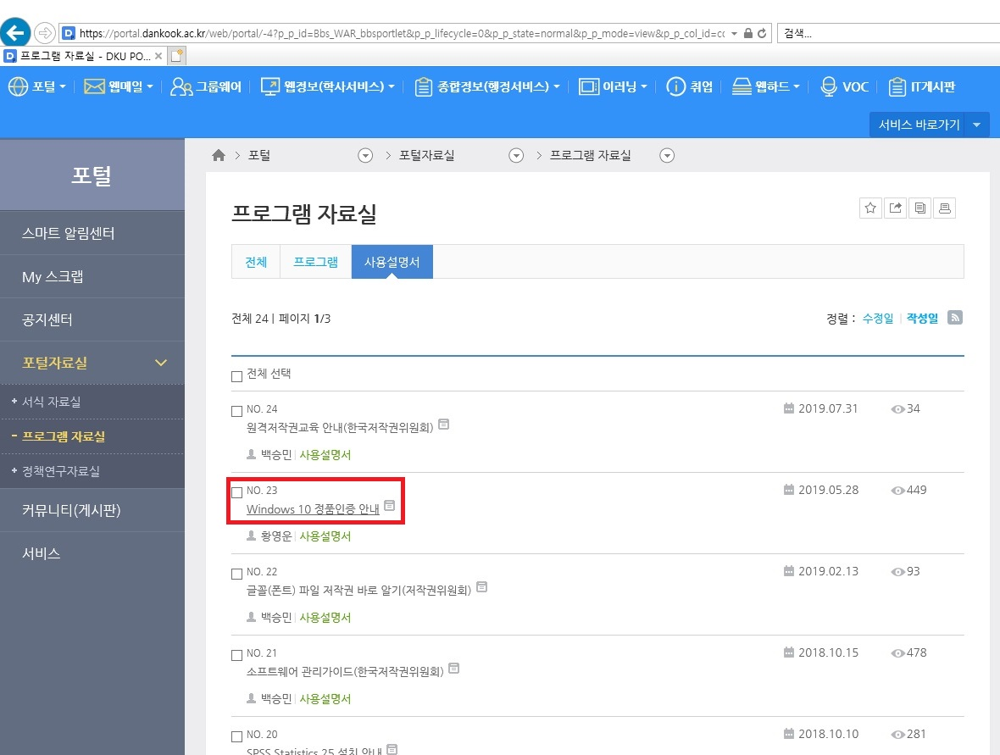 https://portal.dankook.ac.kr/web/portal/-4?p_p_id=Bbs_WAR_bbsportlet&p_p_lifecycle=0&p_p_state=normal&p_p_mode=view&p_p_col_id=cc
검색...
프로그램 자료실 - DKU PO...
포털
웹메일
그룹웨어
웹정보(학사서비스)
종합정보(행정서비스)
이러닝
취업
웹하드
VOC
IT게시판
서비스 바로가기
포털
스마트 알림센터
My 스크랩
공지센터
포털자료실
+ 서식 자료실
- 프로그램 자료실
+ 정책연구자료실
커뮤니티(게시판)
서비스
> 포털 > 포털자료실 > 프로그램 자료실
프로그램 자료실
전체 프로그램 사용설명서
전체 24 | 페이지 1/3
정렬 : 수정일 | 작성일
전체 선택
NO. 24 2019.07.31 34
원격저작권교육 안내(한국저작권위원회)
백승민 | 사용설명서
NO. 23 2019.05.28 449
Windows 10 정품인증 안내
황영운 | 사용설명서
NO. 22 2019.02.13 93
글꼴(폰트) 파일 저작권 바로 알기(저작권위원회)
백승민 | 사용설명서
NO. 21 2018.10.15 478
소프트웨어 관리가이드(한국저작권위원회)
백승민 | 사용설명서
NO. 20 2018.10.10 281
SPSS Statistics 25 설치 안내